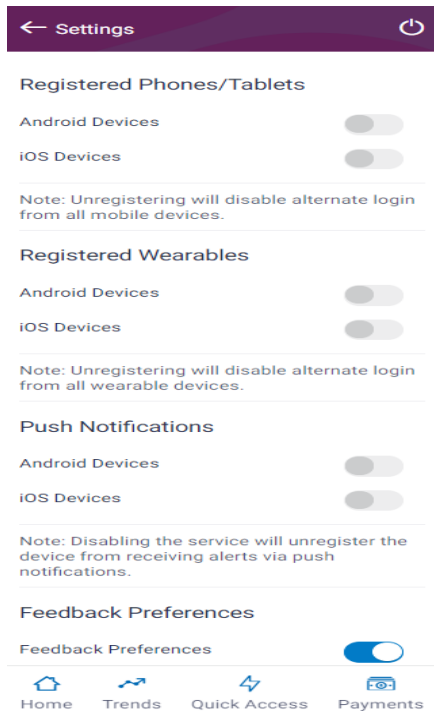 Settings
Registered Phones/Tablets
Android Devices
iOS Devices
Note: Unregistering will disable alternate login
from all mobile devices.
Registered Wearables
Android Devices
iOS Devices
Note: Unregistering will disable alternate login
from all wearable devices.
Push Notifications
Android Devices
iOS Devices
Note: Disabling the service will unregister the
device from receiving alerts via push
notifications.
Feedback Preferences
Feedback Preferences
Home Trends Quick Access Payments